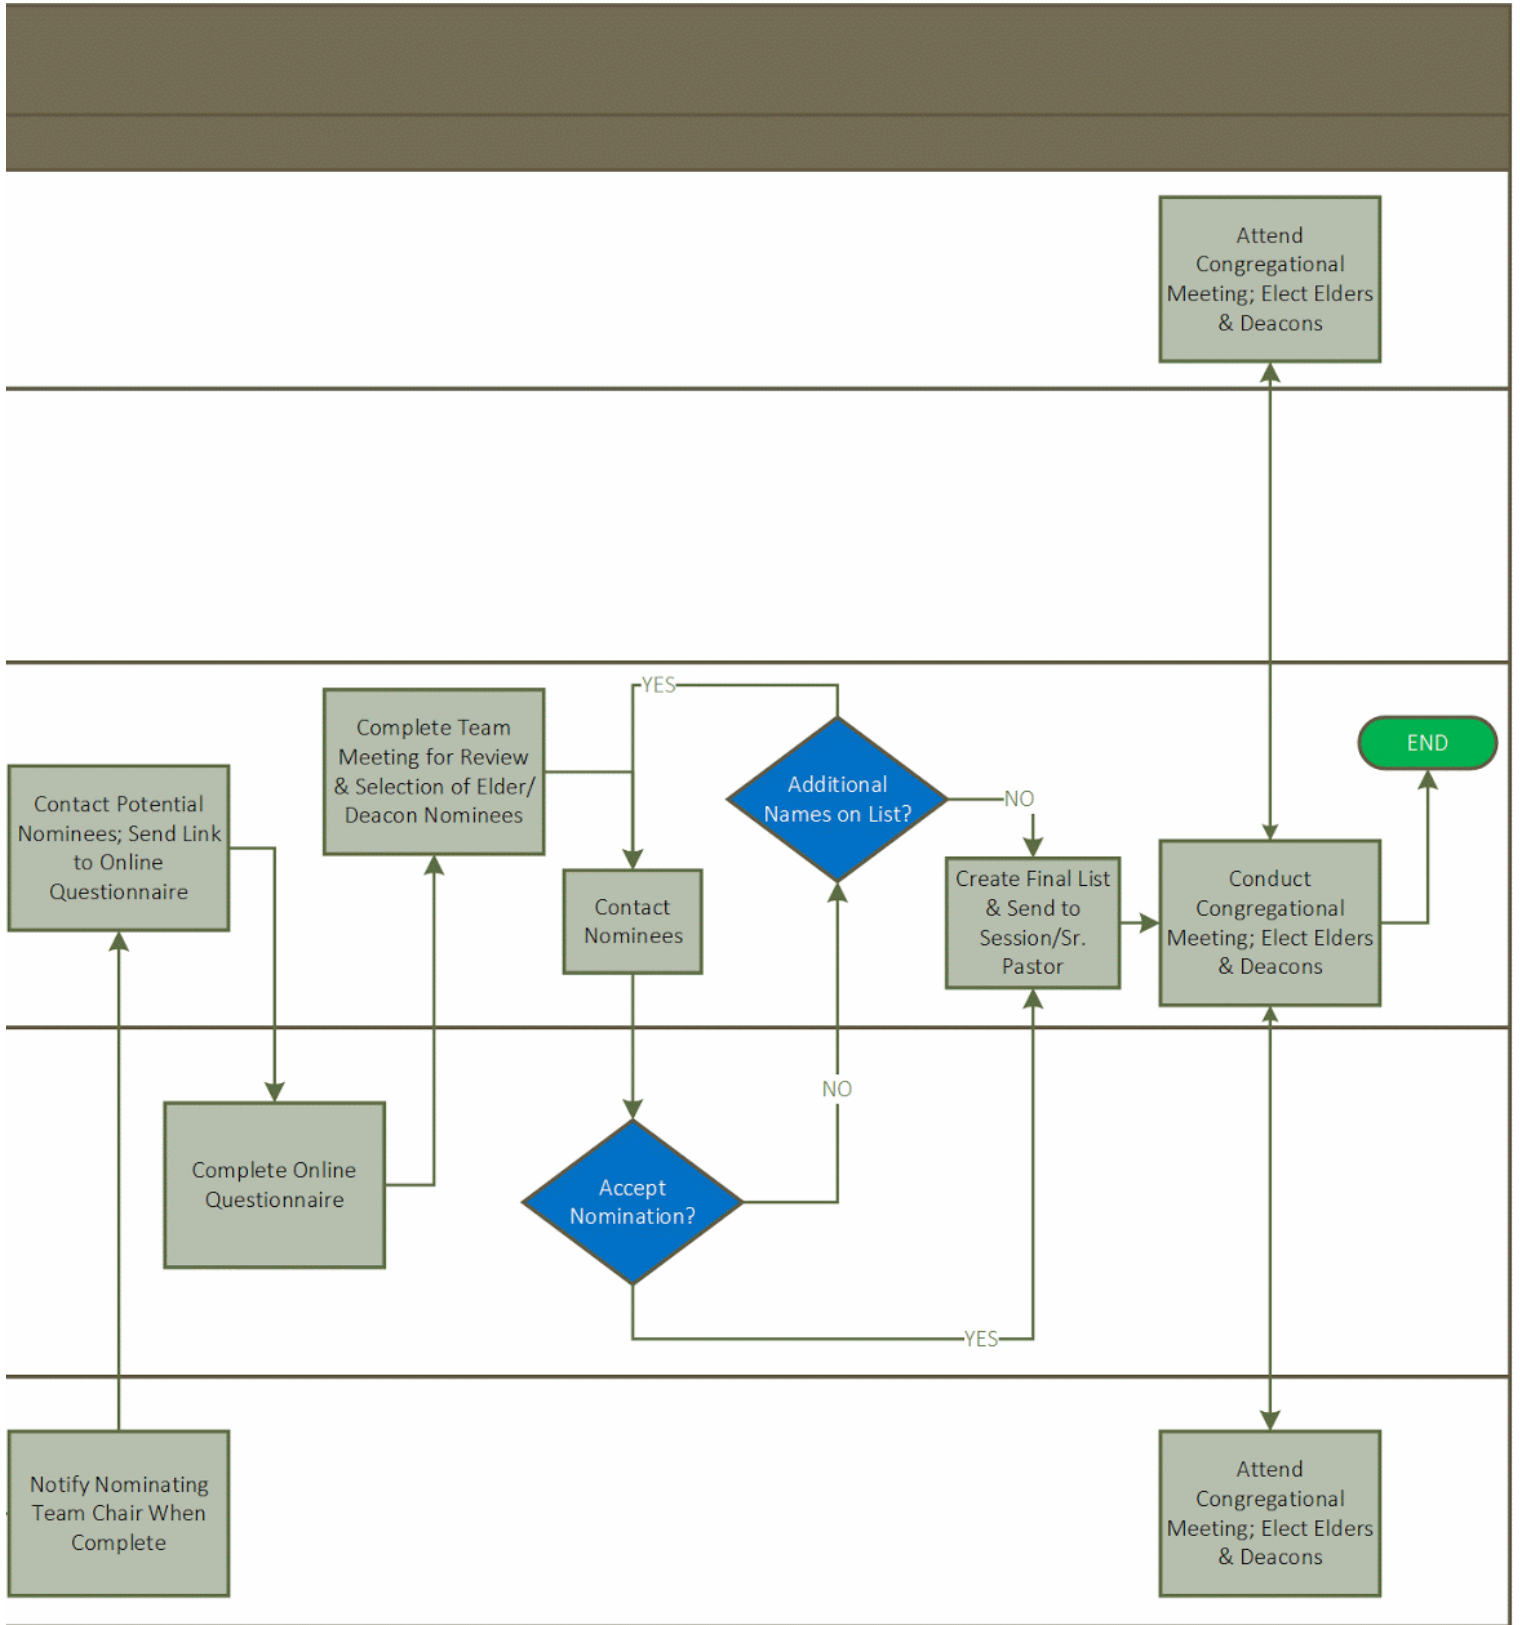 Attend
Congregational
Meeting; Elect Elders
& Deacons
YES
Complete Team
Meeting for Review
& Selection of Elder/
Deacon Nominees
END
Additional
Names on List?
NO
Contact Potential
Nominees; Send Link
to Online
Questionnaire
Contact
Nominees
Create Final List
& Send to
Session/Sr.
Pastor
Conduct
Congregational
Meeting; Elect Elders
& Deacons
NO
Complete Online
Questionnaire
Accept
Nomination?
YES
Notify Nominating
Team Chair When
Complete
Attend
Congregational
Meeting; Elect Elders
& Deacons